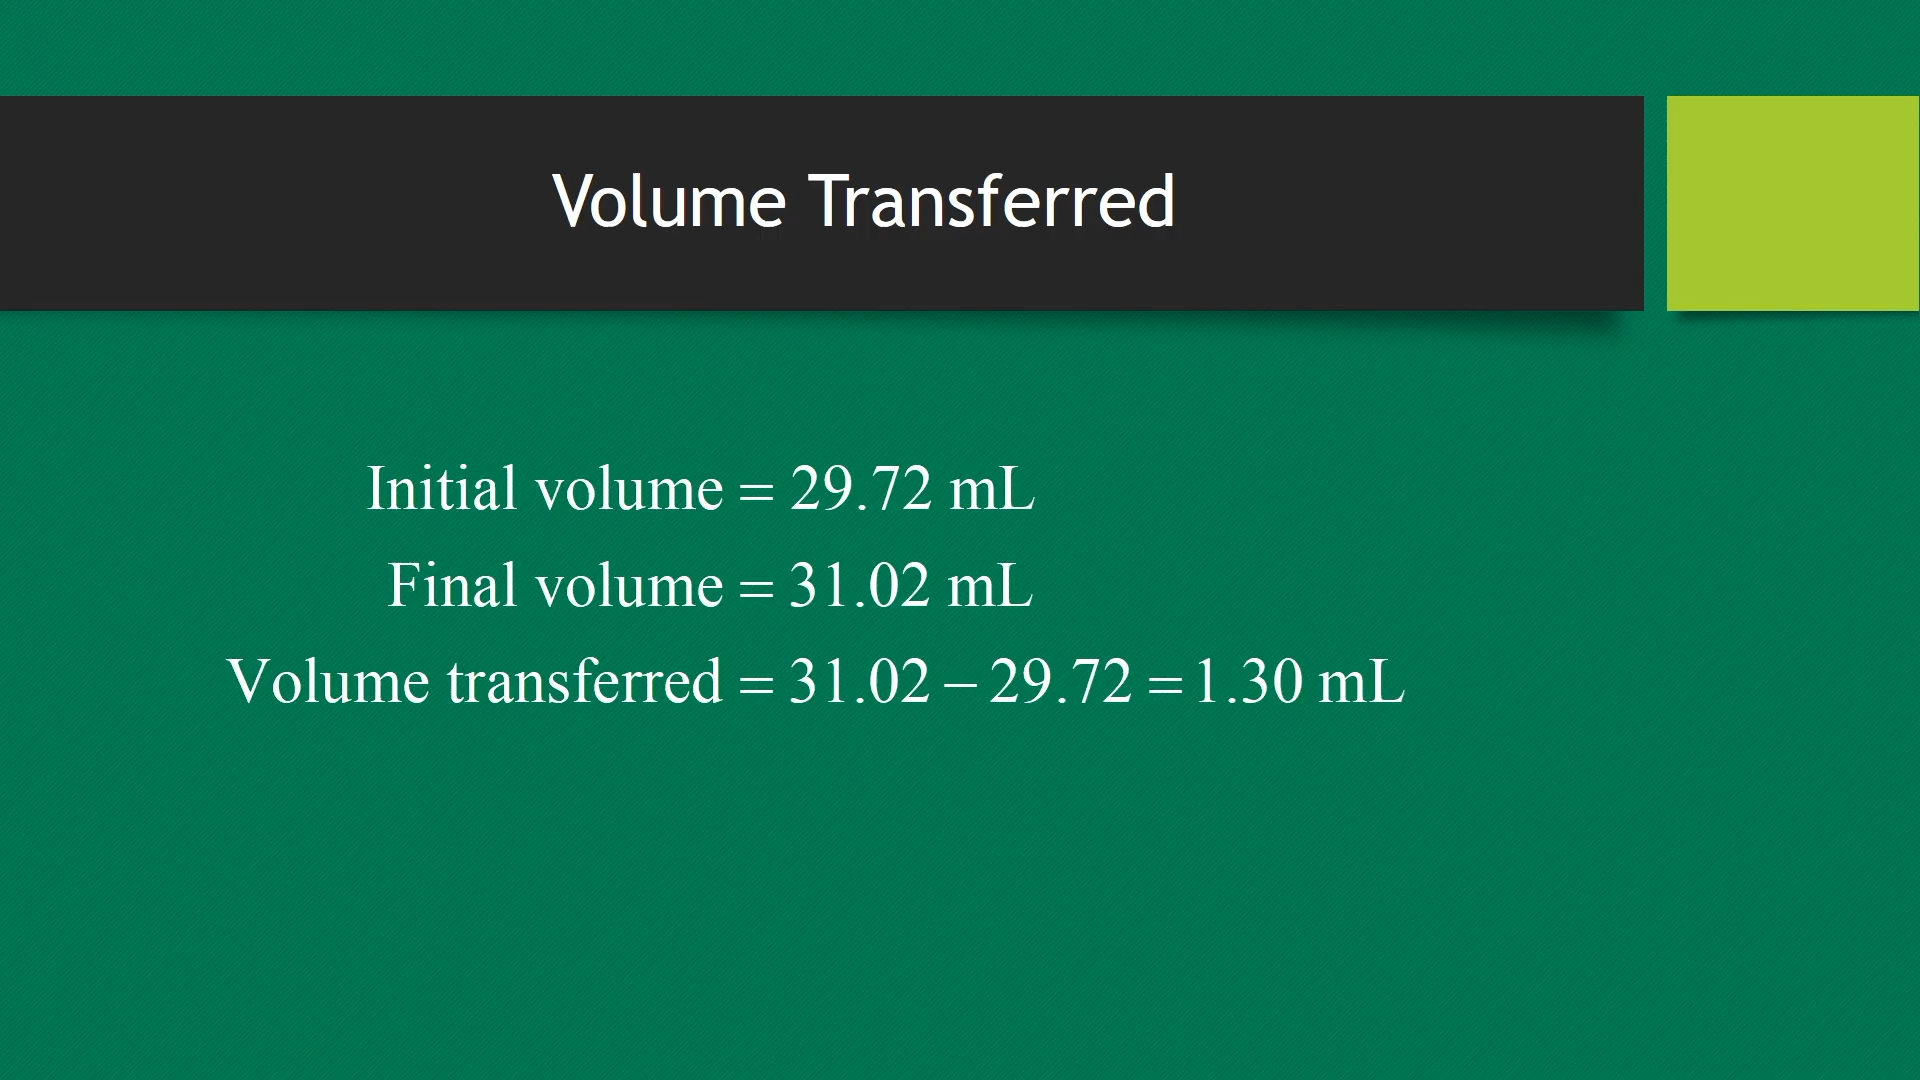 Volume Transferred
Initial volume = 29.72 mL
Final volume = 31.02 mL
Volume transferred = 31.02 – 29.72 = 1.30 mL